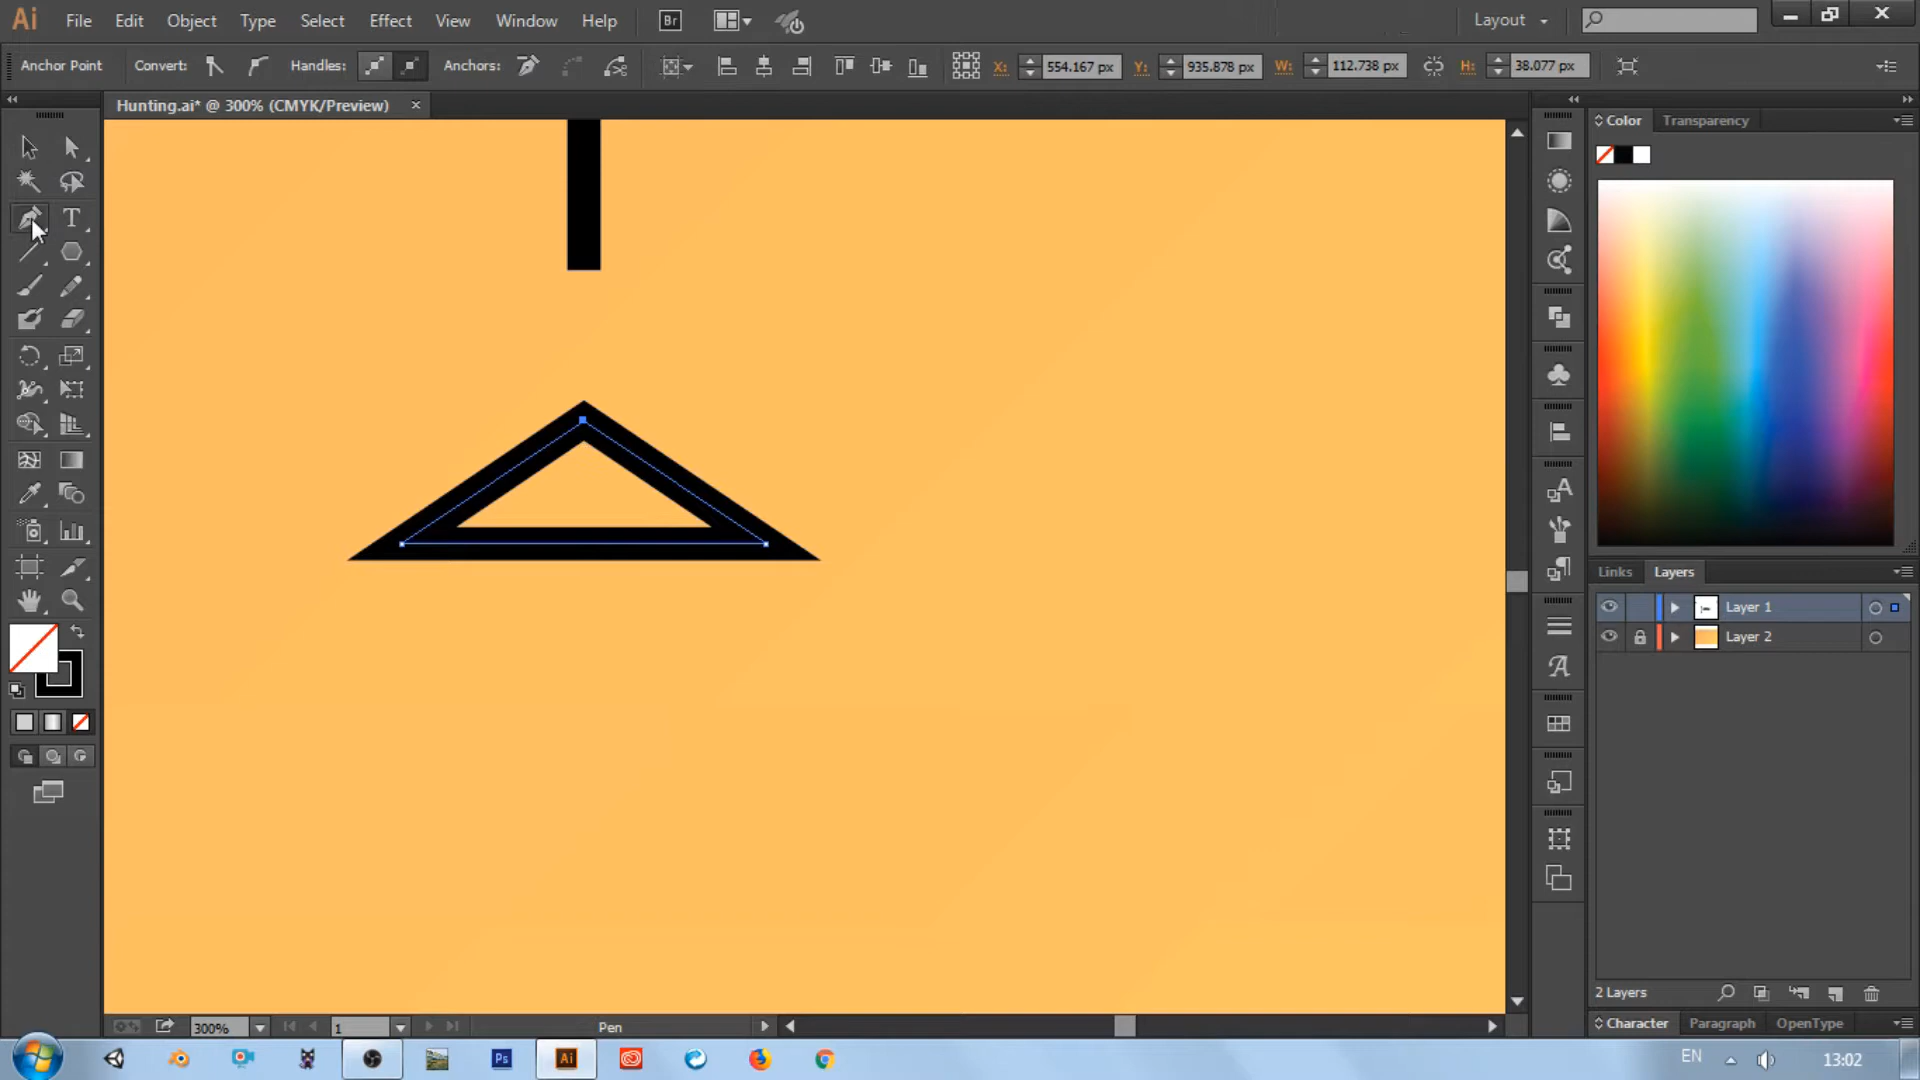 Ai File Edit Object Type Select Effect View Window Help Br Layout
Anchor Point Convert: Handles: Anchors: X: 554.167 px Y: 935.878 px W: 112.738 px H: 38.077 px
Hunting.ai* @ 300% (CMYK/Preview)
Color Transparency
Links Layers
Layer 1
Layer 2
2 Layers
300% 1 Pen
Character Paragraph OpenType
Ps Ai EN 13:02